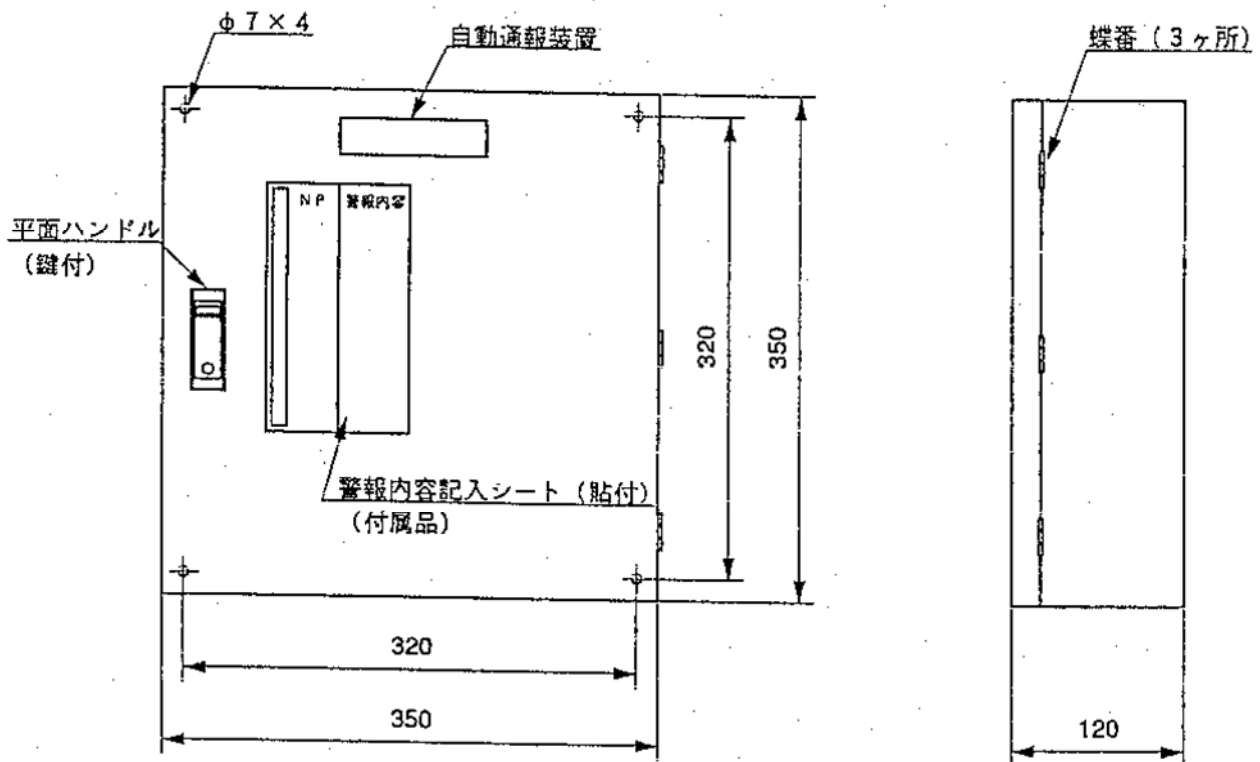 φ7×4
自動通報装置
蝶番(3ヶ所)
NP
警報内容
平面ハンドル
(鍵付)
320
350
警報内容記入シート(貼付)
(付属品)
320
350
120